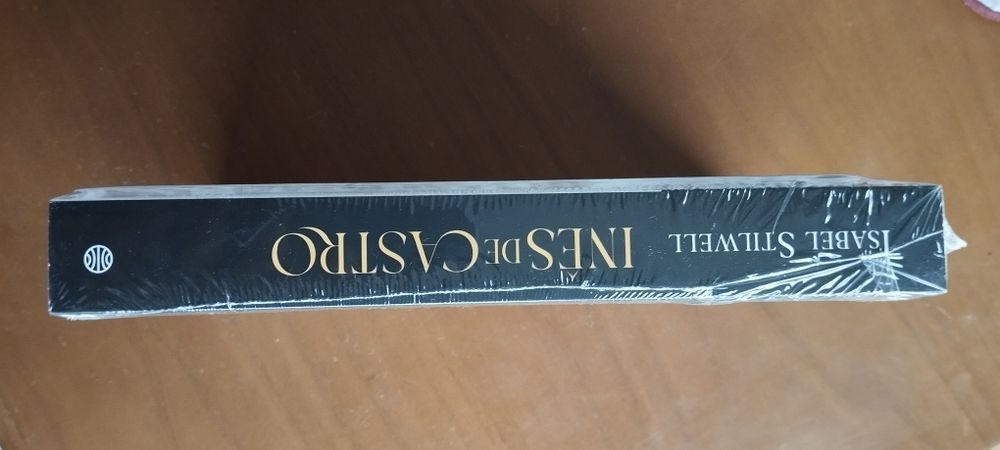 ISABEL STILWELL
INÊS DE CASTRO